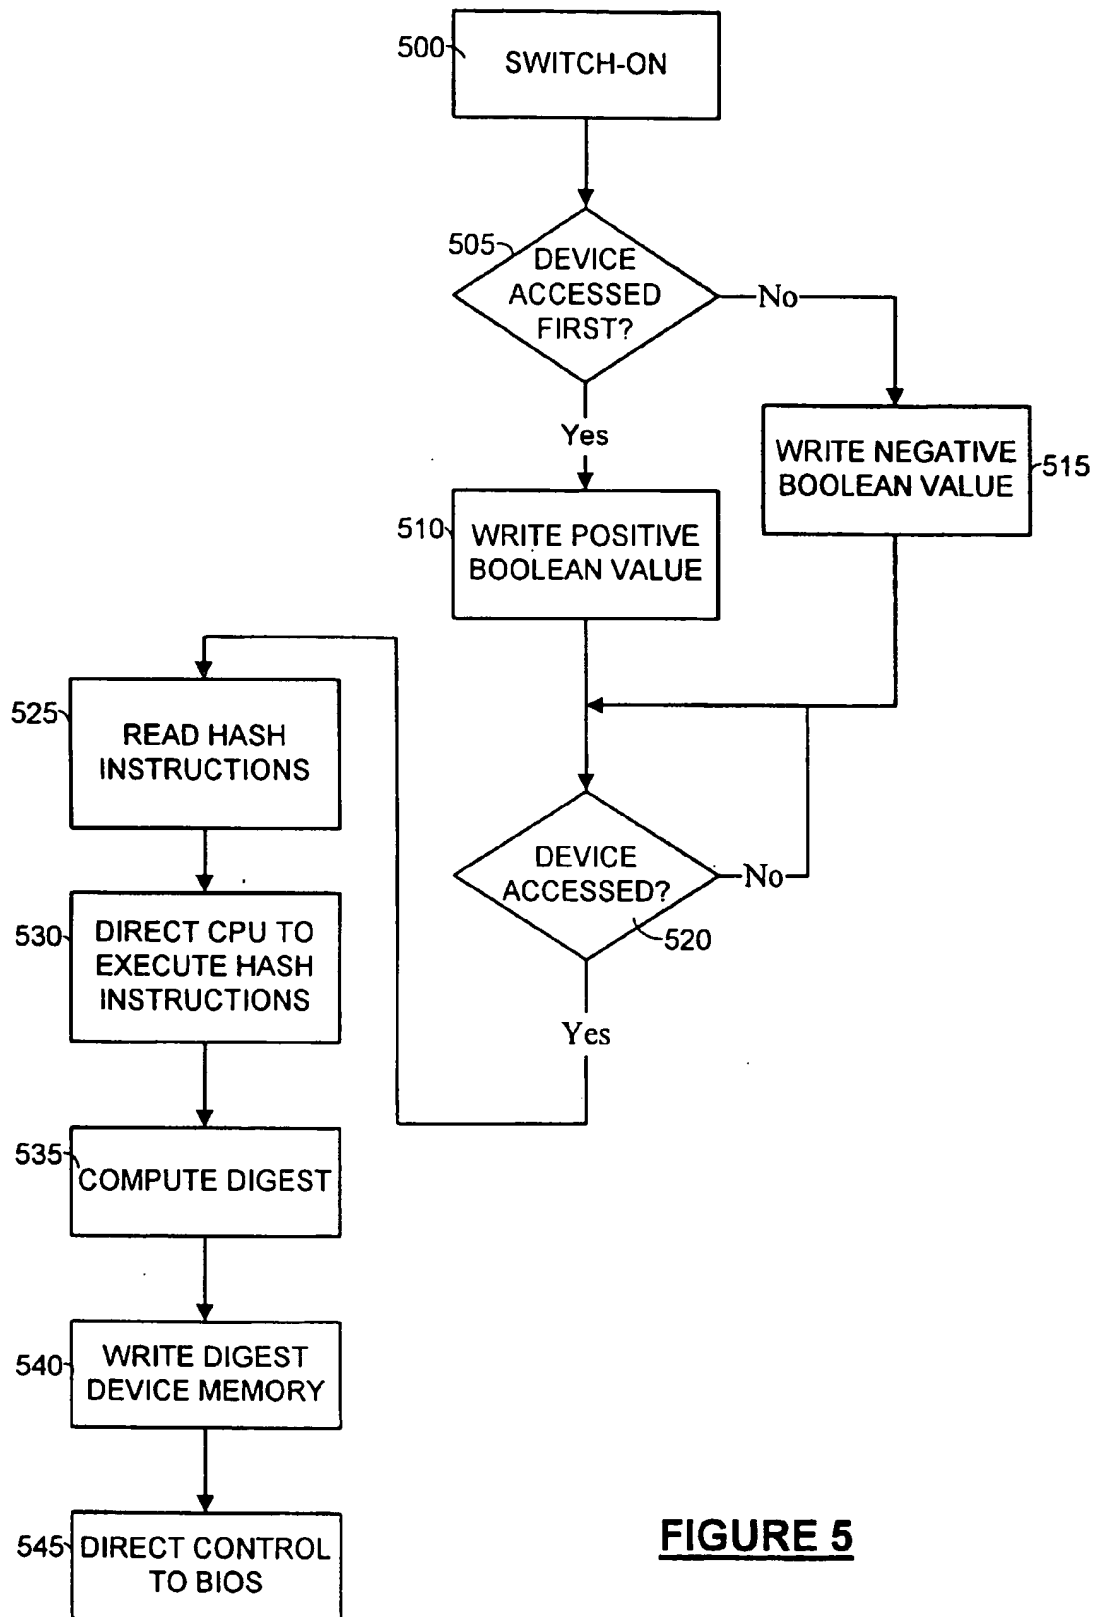 500
SWITCH-ON
505
DEVICE
ACCESSED
FIRST?
No
Yes
WRITE NEGATIVE
BOOLEAN VALUE
515
510
WRITE POSITIVE
BOOLEAN VALUE
525
READ HASH
INSTRUCTIONS
DEVICE
ACCESSED?
No
520
Yes
530
DIRECT CPU TO
EXECUTE HASH
INSTRUCTIONS
535
COMPUTE DIGEST
540
WRITE DIGEST
DEVICE MEMORY
545
DIRECT CONTROL
TO BIOS
FIGURE 5